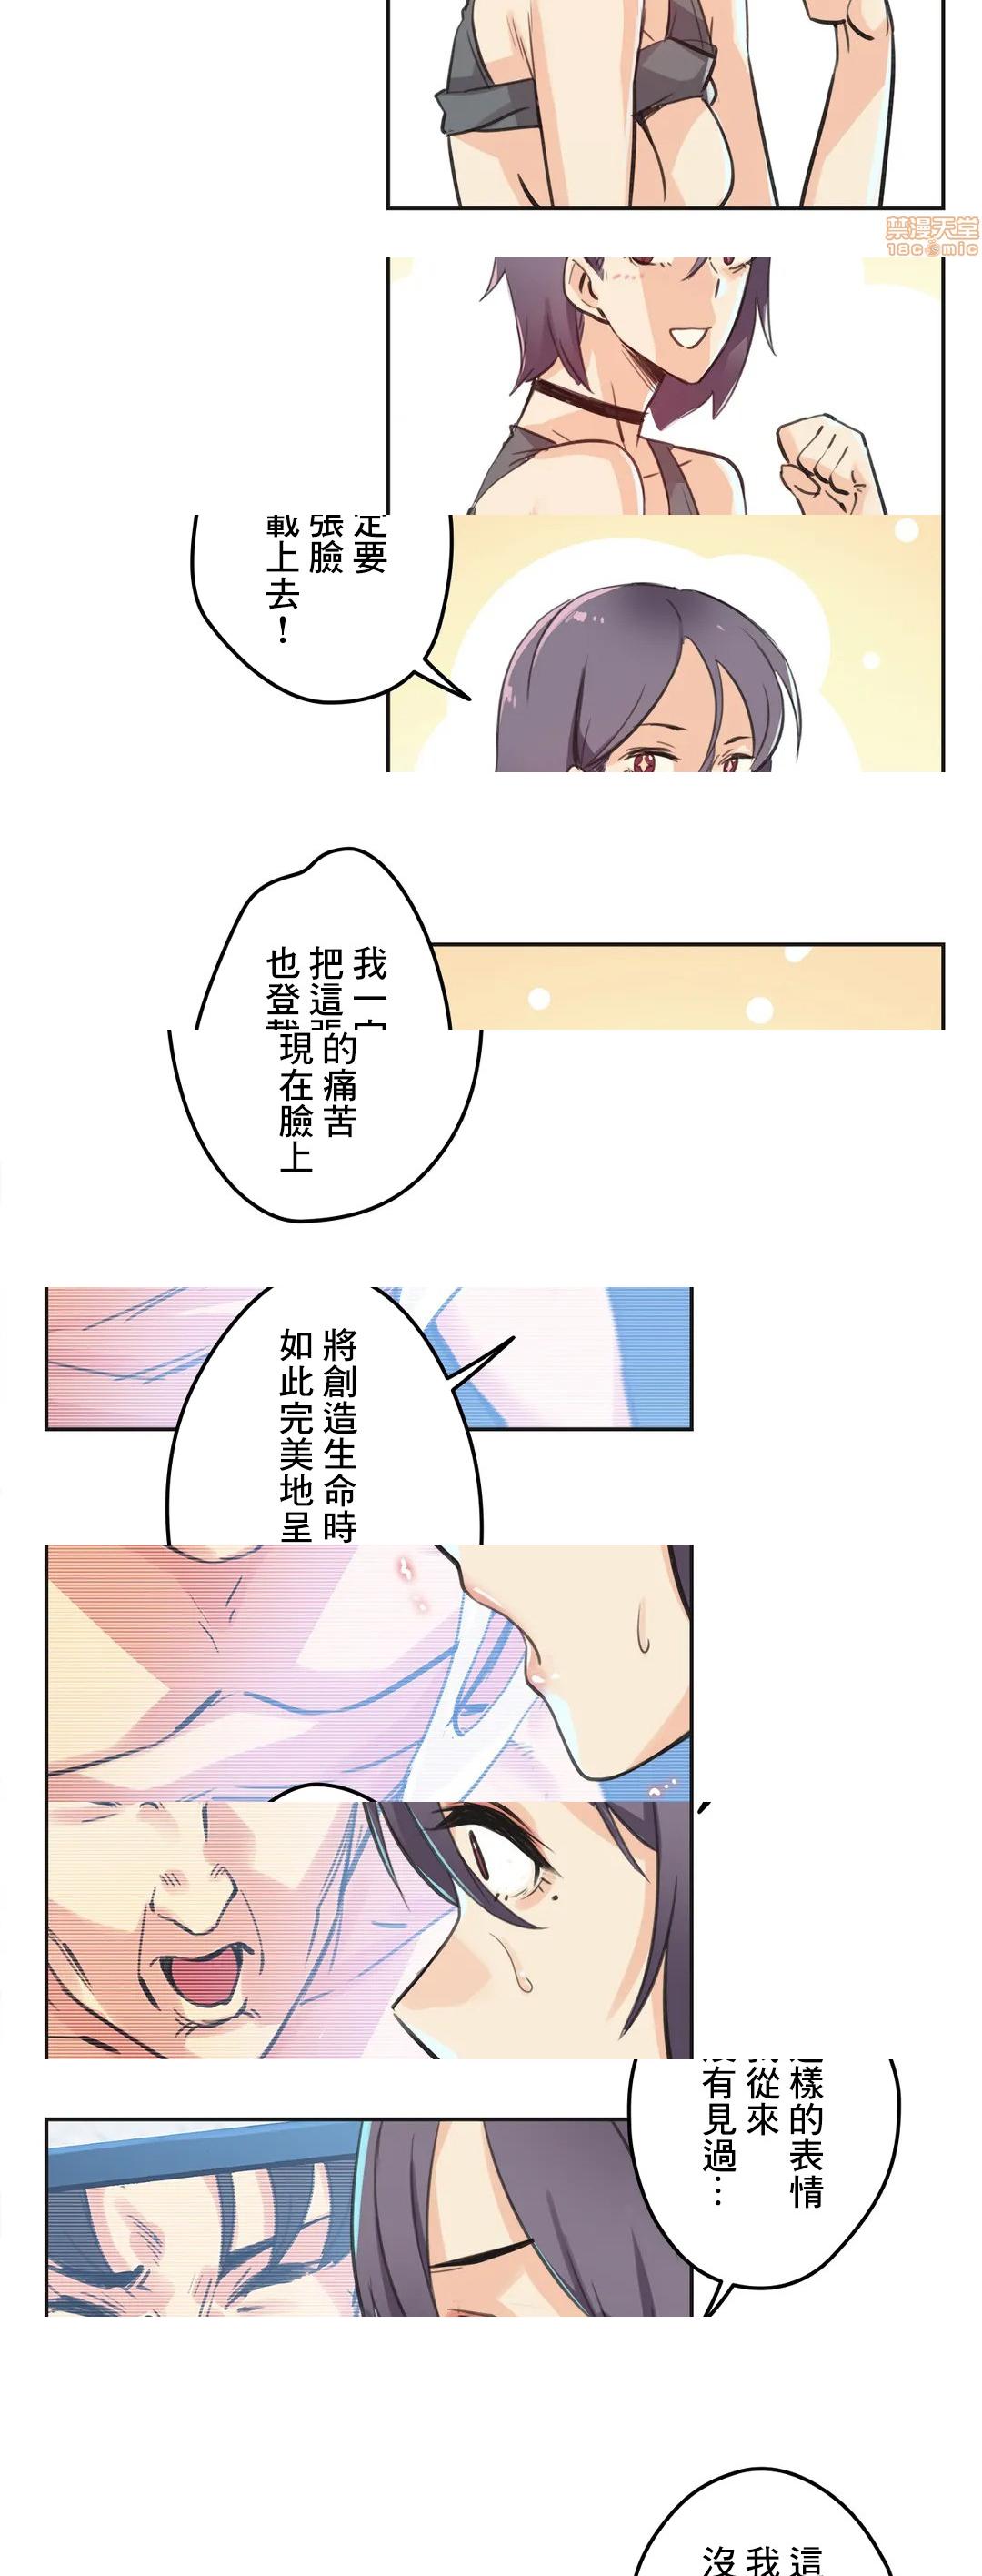 禁漫天堂
18comic
定要
張臉
載上去！
我一定
把這張
也登載
的痛苦
現在臉上
將創造生命時
如此完美地呈
這樣的表情
我從來
沒有見過…
這
我
沒